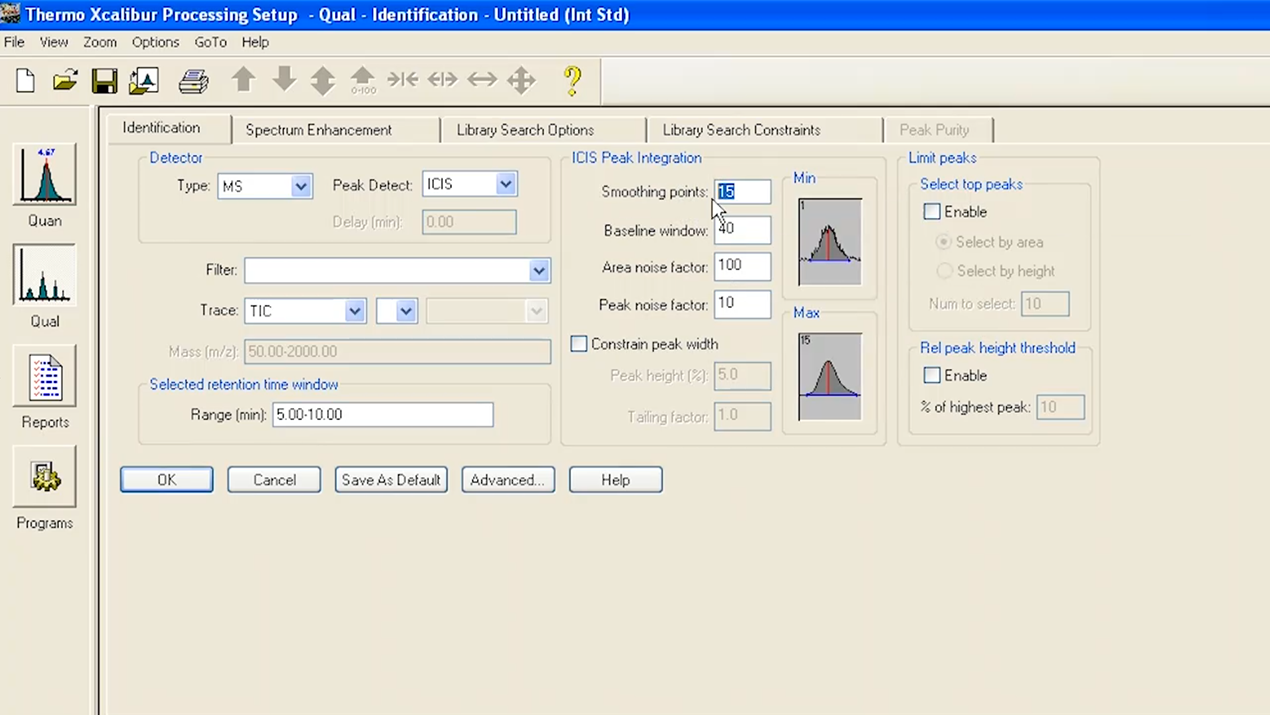 Thermo Xcalibur Processing Setup - Qual - Identification - Untitled (Int Std)
File View Zoom Options GoTo Help
0-100
?
4.67
Quan
Qual
Reports
Programs
Identification
Spectrum Enhancement
Library Search Options
Library Search Constraints
Peak Purity
Detector
Type: MS
Peak Detect: ICIS
Delay (min): 0.00
Filter:
Trace: TIC
Mass (m/z): 50.00-2000.00
Selected retention time window
Range (min): 5.00-10.00
ICIS Peak Integration
Smoothing points: 15
Baseline window: 40
Area noise factor: 100
Peak noise factor: 10
Constrain peak width
Peak height (%): 5.0
Tailing factor: 1.0
Min
1
Max
15
Limit peaks
Select top peaks
Enable
Select by area
Select by height
Num to select: 10
Rel peak height threshold
Enable
% of highest peak: 10
OK
Cancel
Save As Default
Advanced...
Help